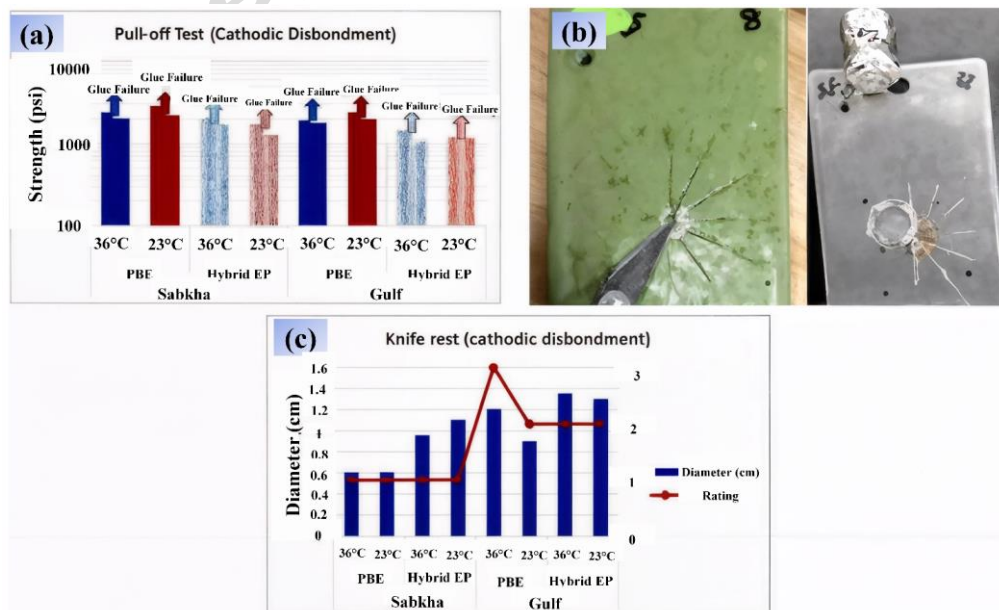 (a)
Pull-off Test (Cathodic Disbondment)
10000
1000
100
Strength (psi)
Glue Failure
Glue Failure
Glue Failure
Glue Failure
Glue Failure
Glue Failure
Glue Failure
Glue Failure
36°C 23°C 36°C 23°C 36°C 23°C 36°C 23°C
PBE Hybrid EP PBE Hybrid EP
Sabkha Gulf
(b)
8
(c)
Knife rest (cathodic disbondment)
1.6
1.4
1.2
1
0.8
0.6
0.4
0.2
0
Diameter (cm)
3
2
1
0
Diameter (cm)
Rating
36°C 23°C 36°C 23°C 36°C 23°C 36°C 23°C
PBE Hybrid EP PBE Hybrid EP
Sabkha Gulf